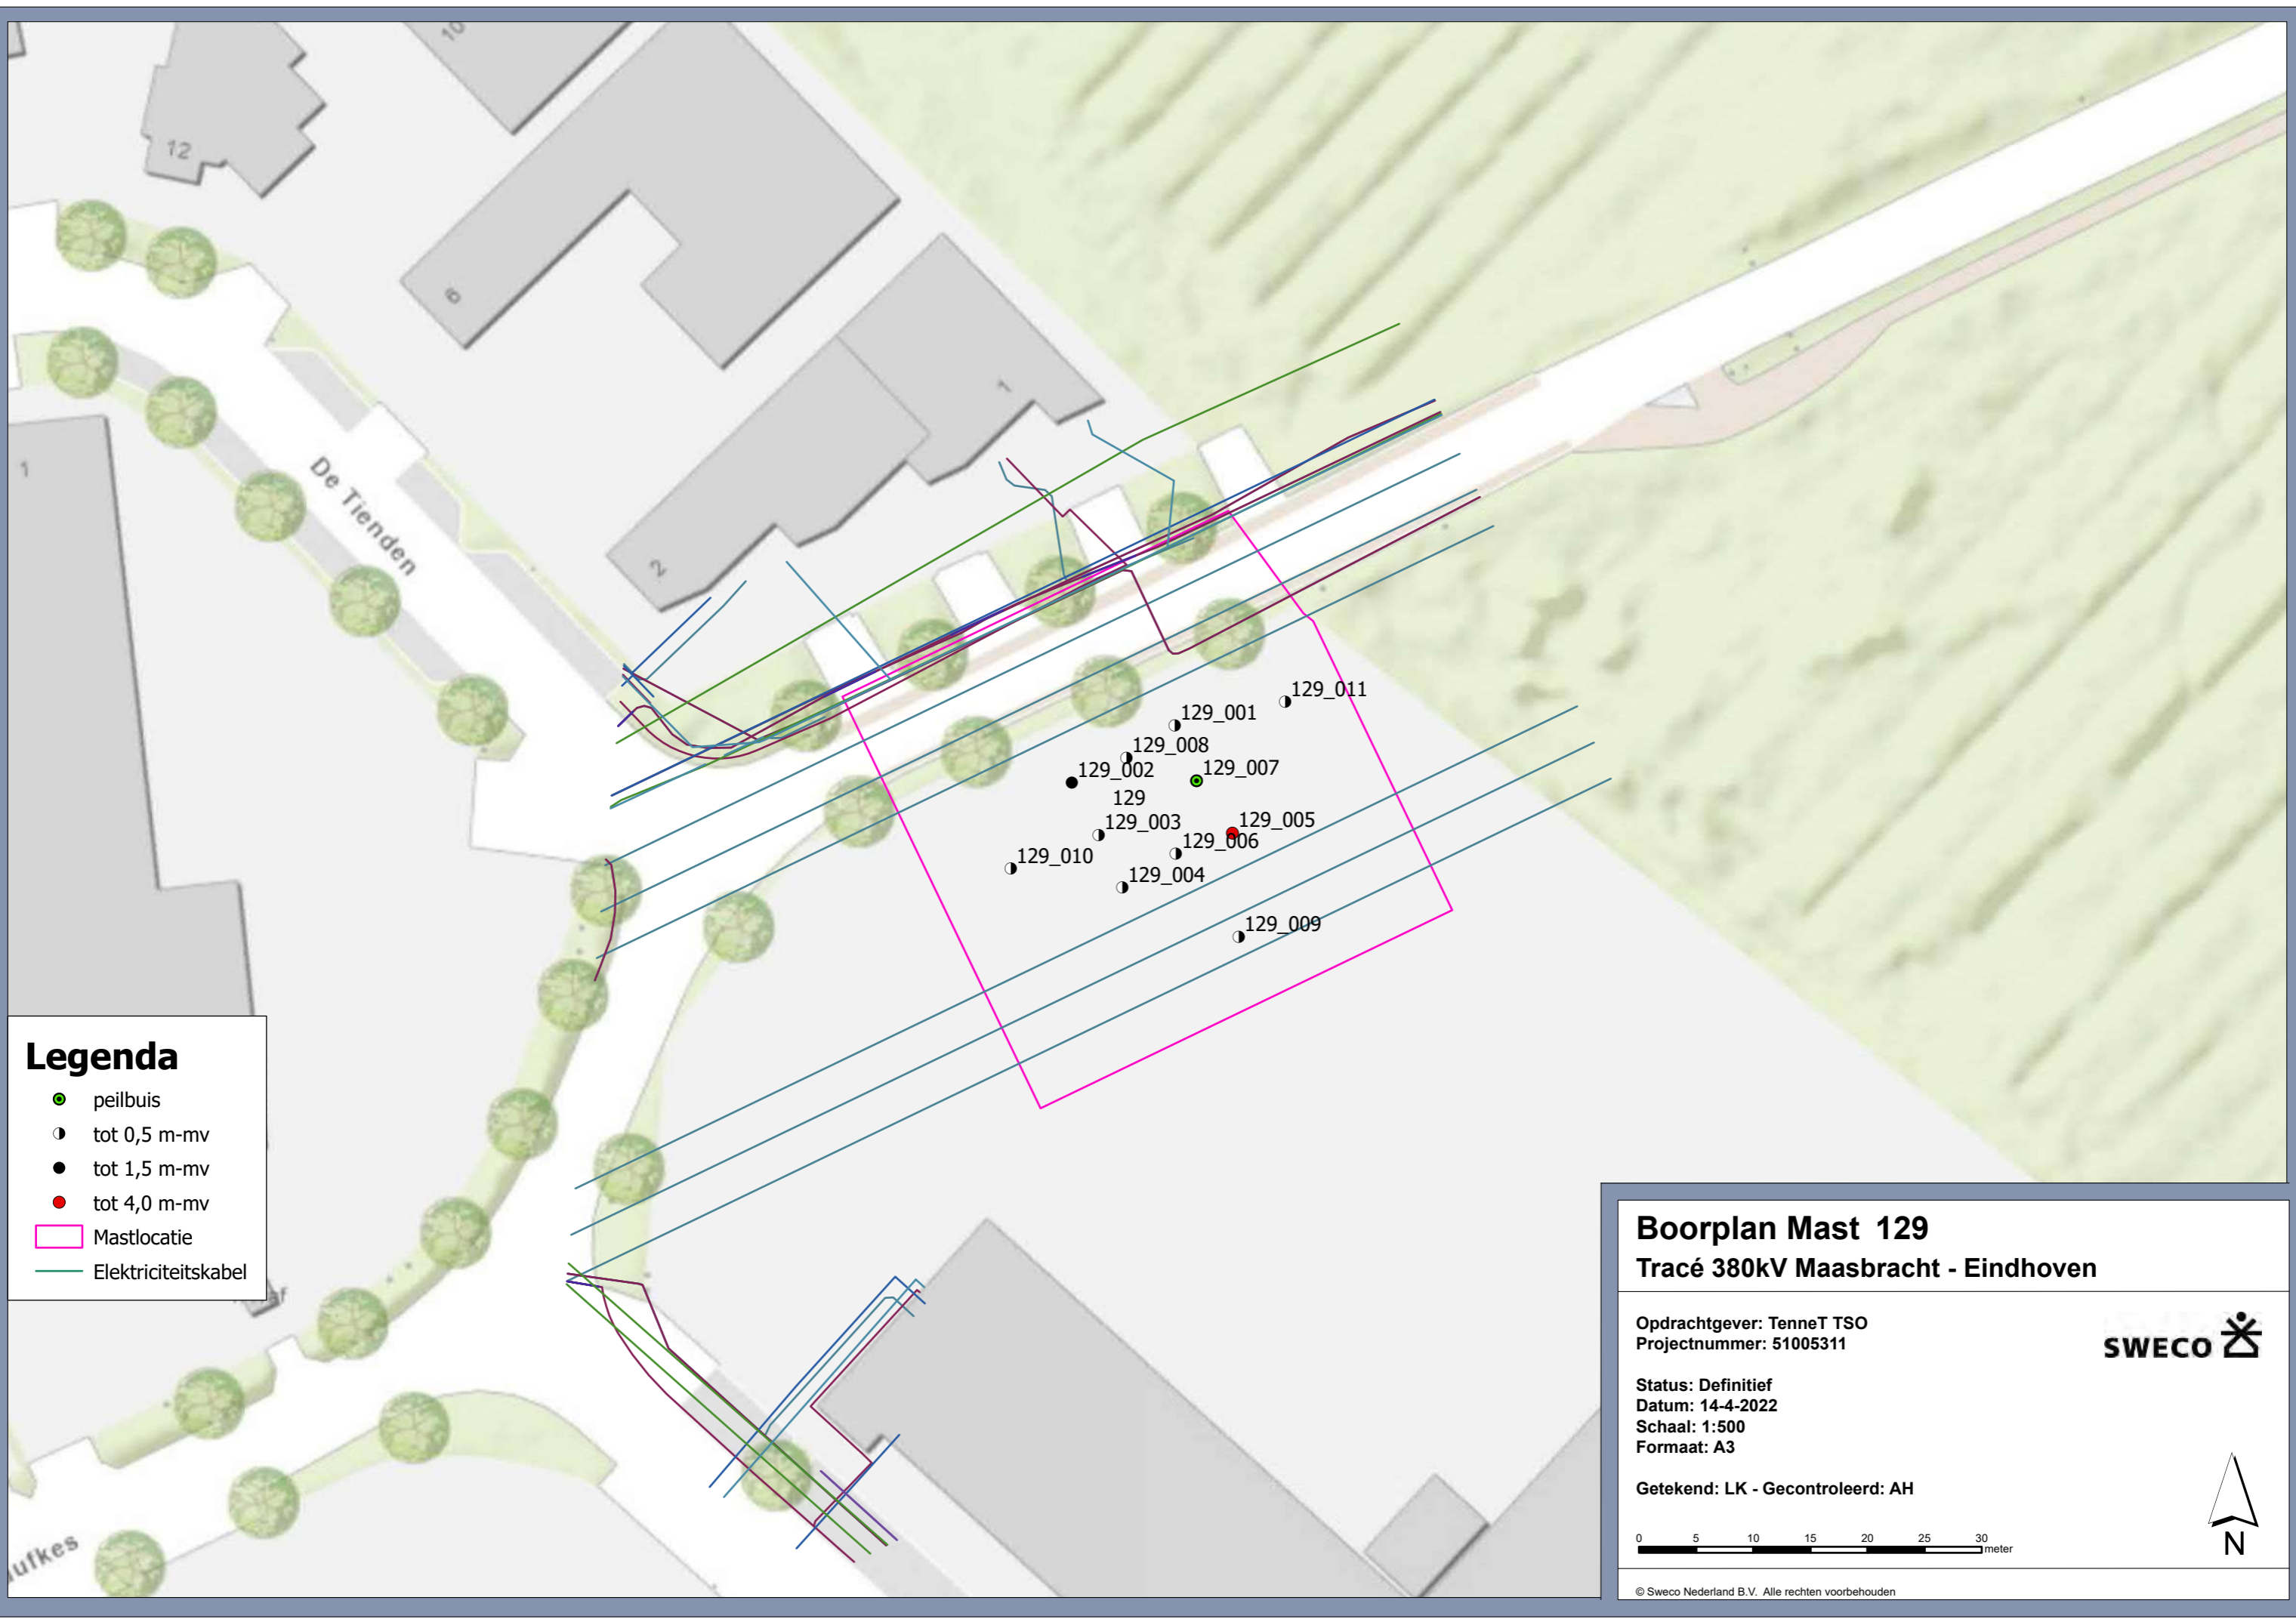 10
12
6
1
1
De Tienden
2
129_011
129_001
129_008
129_002
129_007
129
129_003
129_005
129_006
129_010
129_004
129_009
Legenda
peilbuis
tot 0,5 m-mv
tot 1,5 m-mv
tot 4,0 m-mv
Mastlocatie
Elektriciteitskabel
Boorplan Mast 129
Tracé 380kV Maasbracht - Eindhoven
Opdrachtgever: TenneT TSO
Projectnummer: 51005311
SWECO
Status: Definitief
Datum: 14-4-2022
Schaal: 1:500
Formaat: A3
Getekend: LK - Gecontroleerd: AH
0 5 10 15 20 25 30
meter
N
© Sweco Nederland B.V. Alle rechten voorbehouden
ufkes